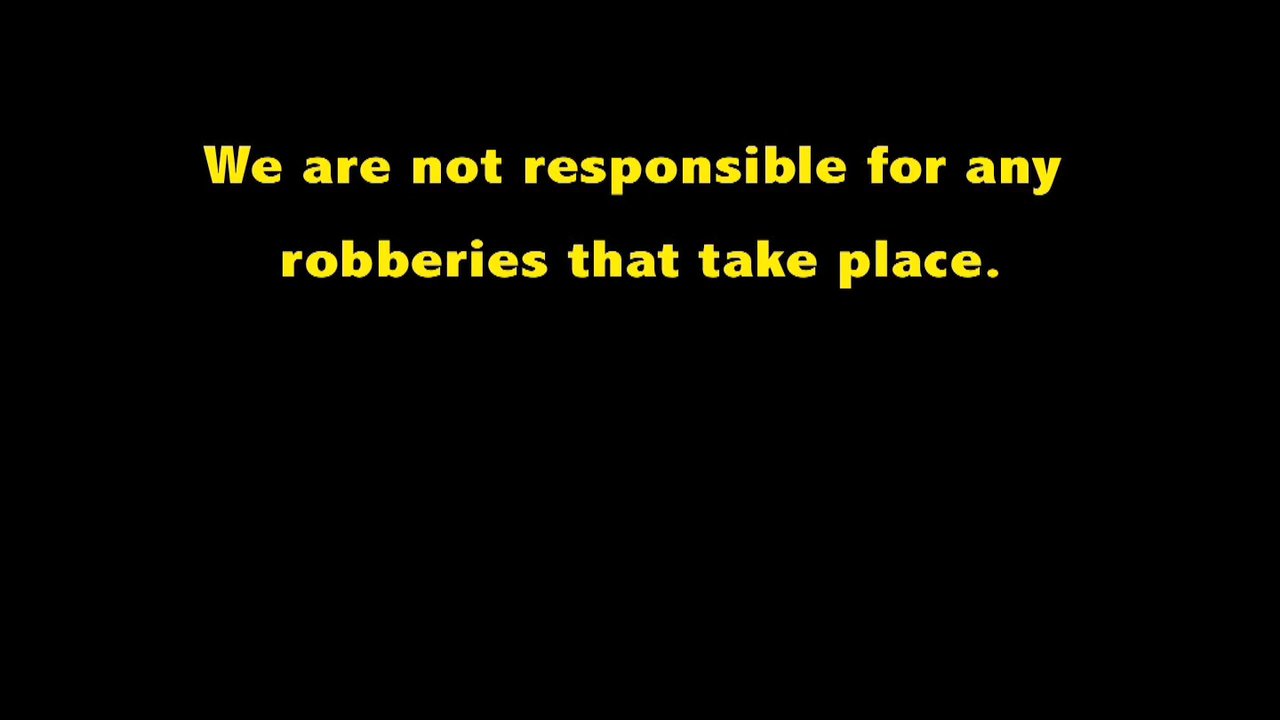 We are not responsible for any
robberies that take place.